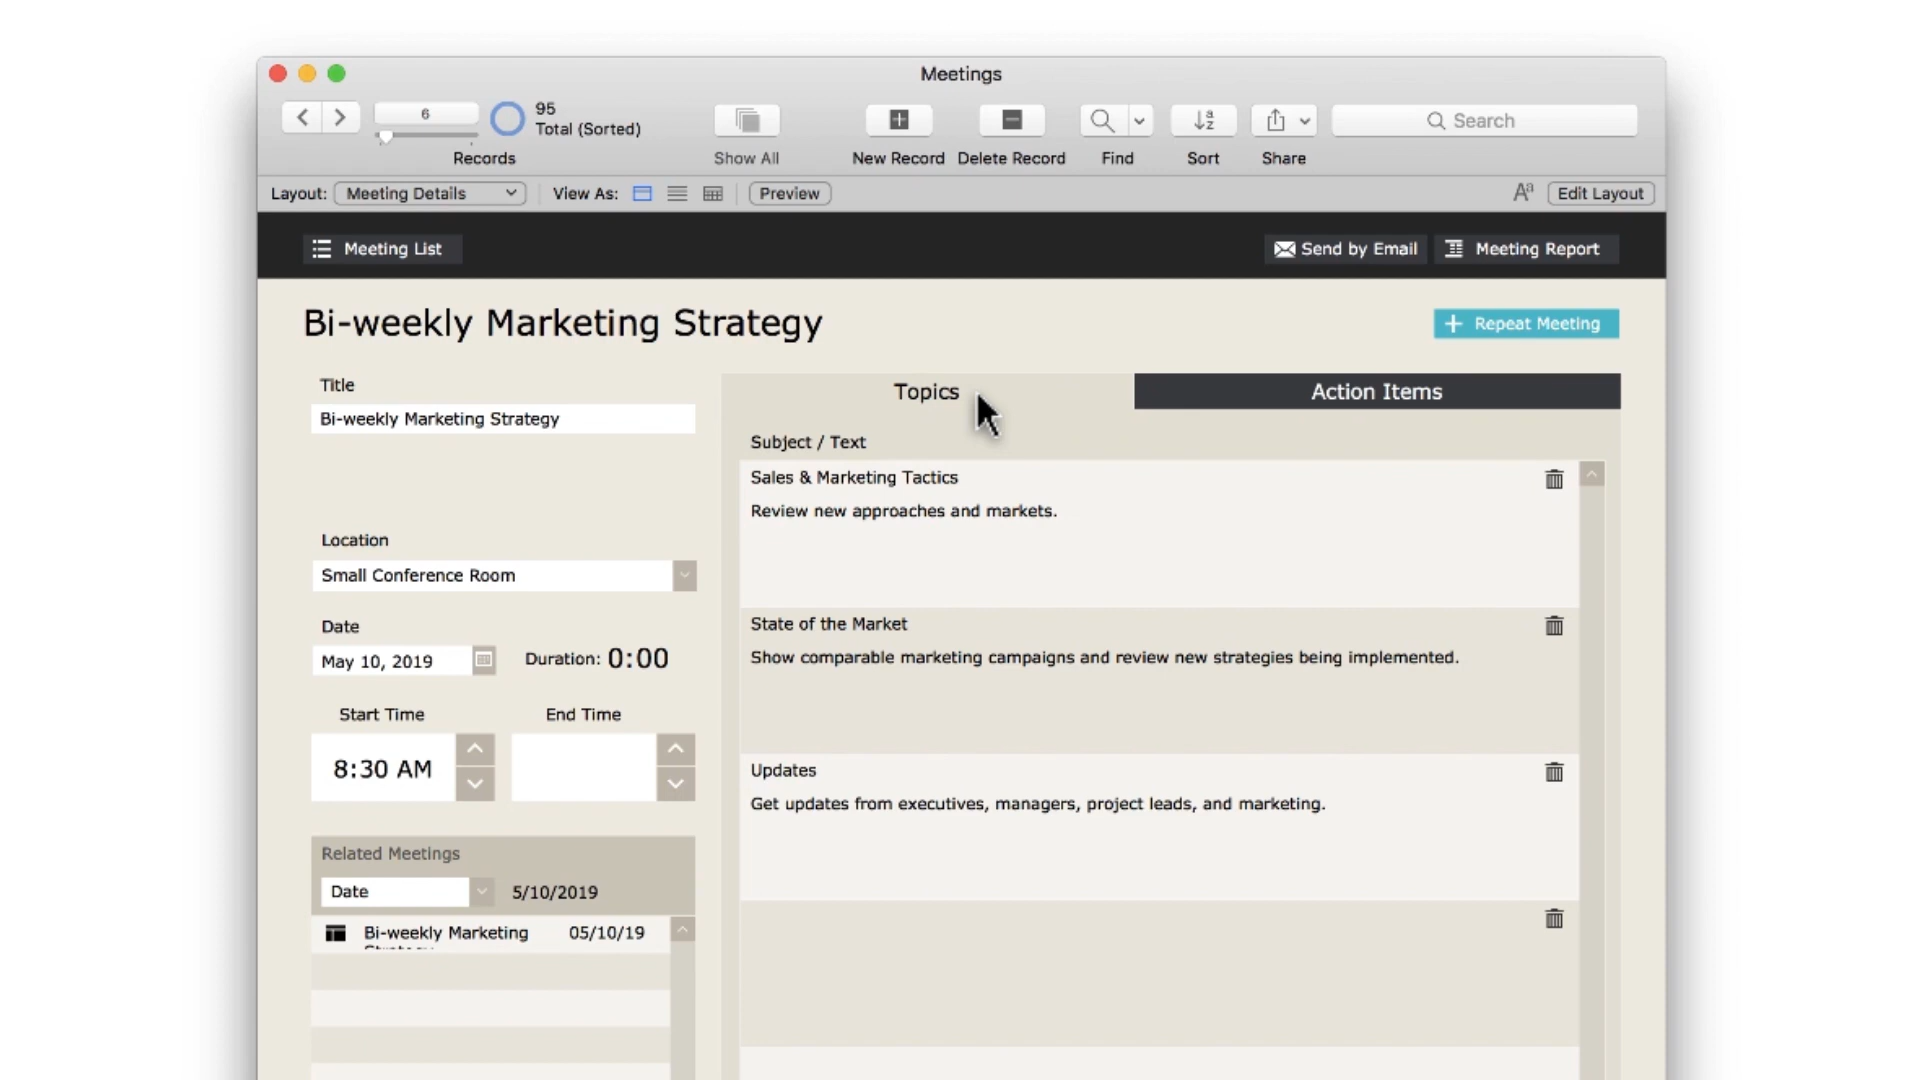 Meetings
6
95
Total (Sorted)
Records
Show All
New Record
Delete Record
Find
Sort
Share
Search
Layout: Meeting Details
View As:
Preview
Aa
Edit Layout
Meeting List
Send by Email
Meeting Report
Bi-weekly Marketing Strategy
+ Repeat Meeting
Title
Bi-weekly Marketing Strategy
Location
Small Conference Room
Date
May 10, 2019
Duration: 0:00
Start Time
End Time
8:30 AM
Related Meetings
Date
5/10/2019
Bi-weekly Marketing
05/10/19
Topics
Action Items
Subject / Text
Sales & Marketing Tactics
Review new approaches and markets.
State of the Market
Show comparable marketing campaigns and review new strategies being implemented.
Updates
Get updates from executives, managers, project leads, and marketing.